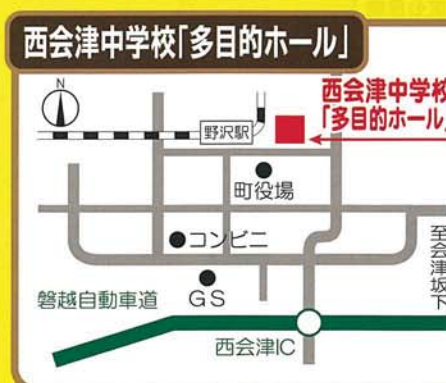 西会津中学校「多目的ホール」
N
西会津中学校
「多目的ホール」
野沢駅
町役場
コンビニ
至会津坂下
磐越自動車道
GS
西会津IC